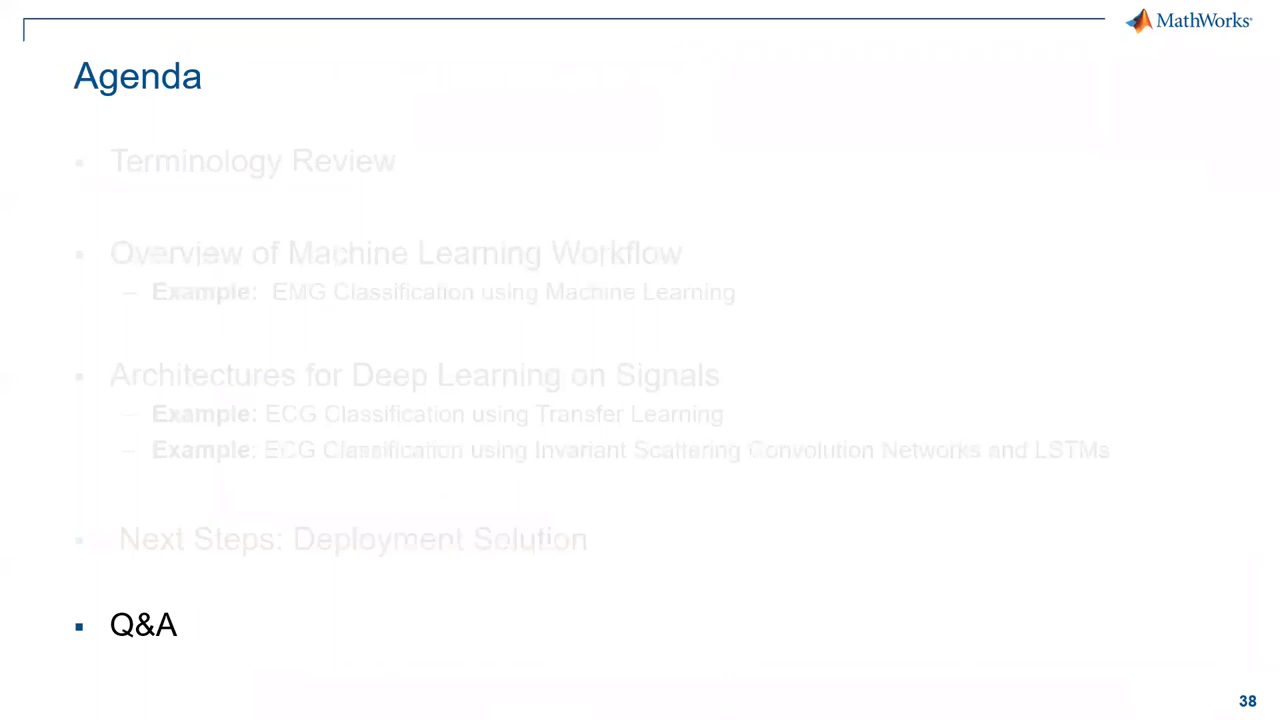 MathWorks®
Agenda
▪ Terminology Review
▪ Overview of Machine Learning Workflow
– Example: EMG Classification using Machine Learning
▪ Architectures for Deep Learning on Signals
– Example: ECG Classification using Transfer Learning
– Example: ECG Classification using Invariant Scattering Convolution Networks and LSTMs
▪ Next Steps: Deployment Solution
▪ Q&A
38